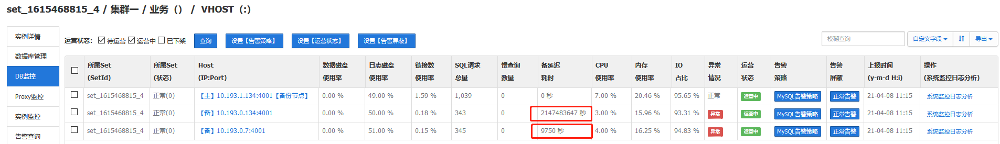 set_1615468815_4 / 集群一 / 业务（） / VHOST（:）
实例详情
数据库管理
DB监控
Proxy监控
实例监控
告警查询
运营状态: 待运营 运营中 已下架 查询 设置【告警策略】 设置【运营状态】 设置【告警屏蔽】 模糊查询 自定义字段 导出
所属Set 所属Set Host 数据磁盘 日志磁盘 链接数 SQL请求 慢查询 备延迟 CPU 内存 IO 异常 运营 告警 告警 上报时间 操作
(SetId) (状态) (IP:Port) 使用率 使用率 使用率 总量 数量 耗时 使用率 使用率 占比 情况 状态 策略 屏蔽 (y-m-d H:i) (系统监控日志分析)
set_1615468815_4 正常(0) 【主】10.193.1.134:4001【备份节点】 0.00 % 49.00 % 1.59 % 1,039 0 0 秒 7.00 % 20.46 % 95.65 % 正常 运营中 MySQL告警策略 正常告警 21-04-08 11:15 系统监控日志分析
set_1615468815_4 正常(0) 【备】10.193.0.134:4001 0.00 % 50.00 % 0.18 % 343 0 2147483647 秒 3.00 % 15.96 % 93.31 % 异常 运营中 MySQL告警策略 正常告警 21-04-08 11:15 系统监控日志分析
set_1615468815_4 正常(0) 【备】10.193.0.7:4001 0.00 % 51.00 % 0.15 % 345 0 9750 秒 4.00 % 16.25 % 94.83 % 异常 运营中 MySQL告警策略 正常告警 21-04-08 11:15 系统监控日志分析